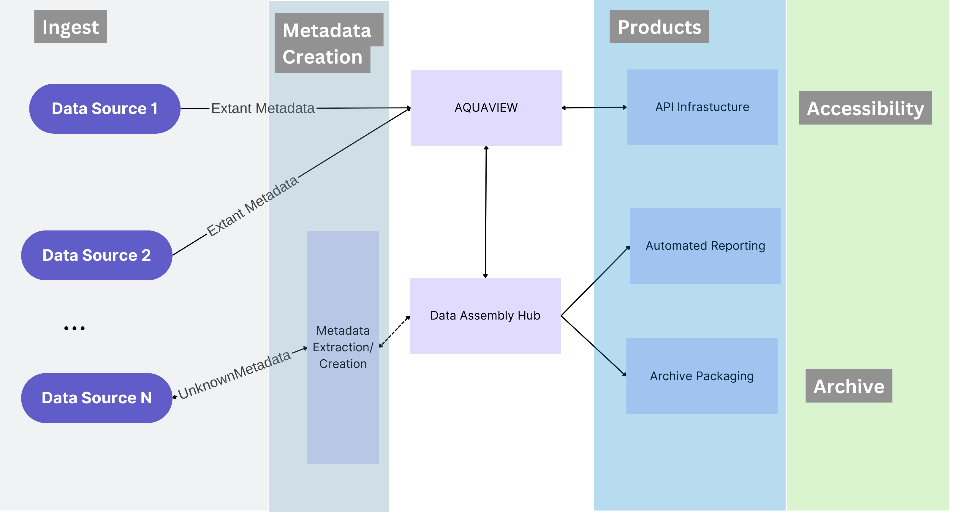 Ingest
Metadata
Creation
Products
Data Source 1
Extant Metadata
AQUAVIEW
API Infrastucture
Accessibility
Extant Metadata
Data Source 2
Automated Reporting
...
Metadata
Extraction/
Creation
Data Assembly Hub
UnknownMetadata
Data Source N
Archive Packaging
Archive